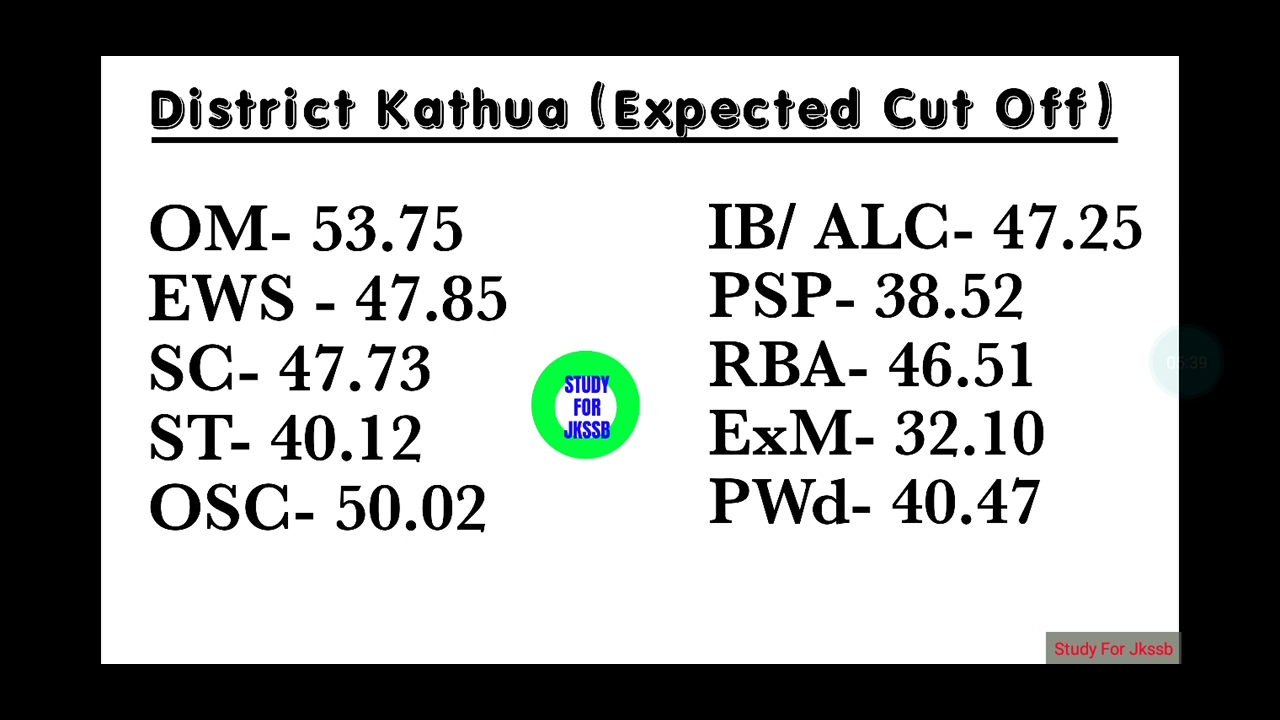 District Kathua (Expected Cut Off)
OM- 53.75
EWS - 47.85
SC- 47.73
ST- 40.12
OSC- 50.02
IB/ ALC- 47.25
PSP- 38.52
RBA- 46.51
ExM- 32.10
PWd- 40.47
STUDY
FOR
JKSSB
05:39
Study For Jkssb